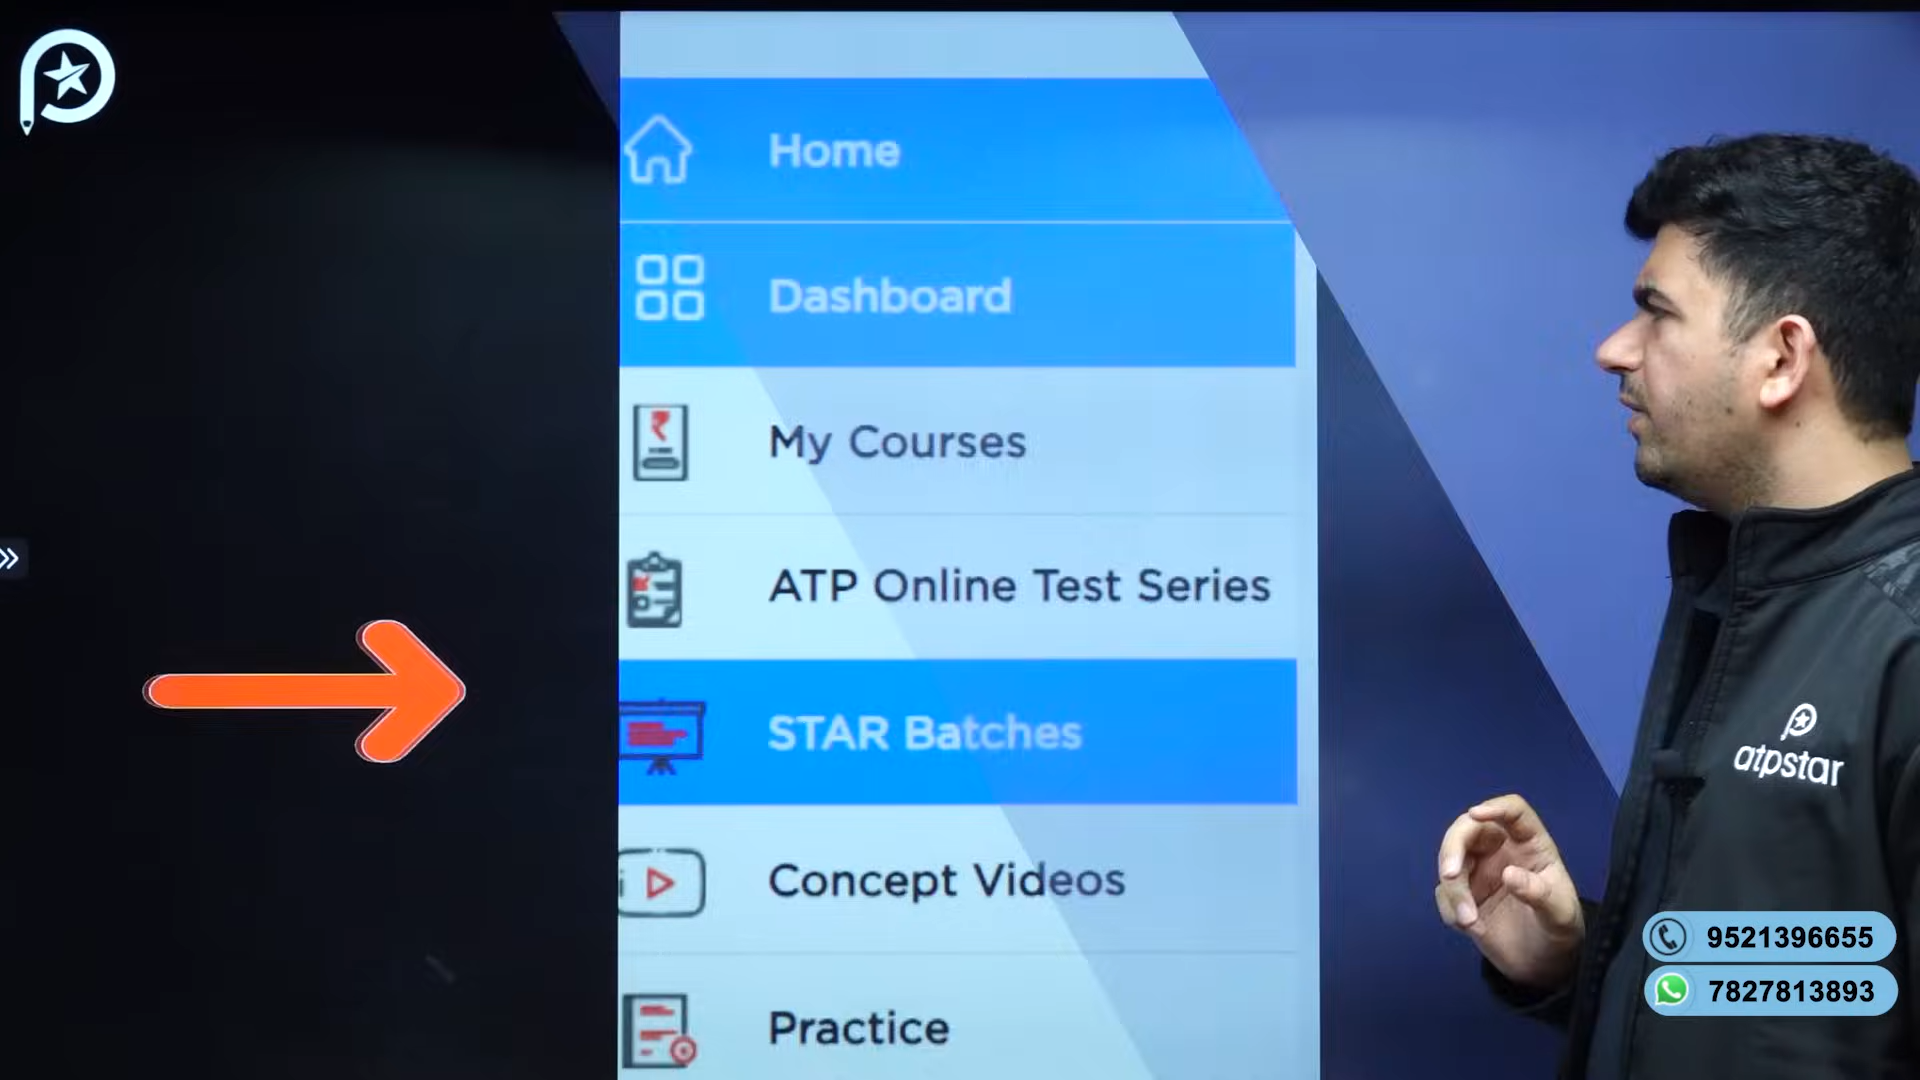 Home
Dashboard
My Courses
ATP Online Test Series
STAR Batches
Concept Videos
Practice
atpstar
9521396655
7827813893